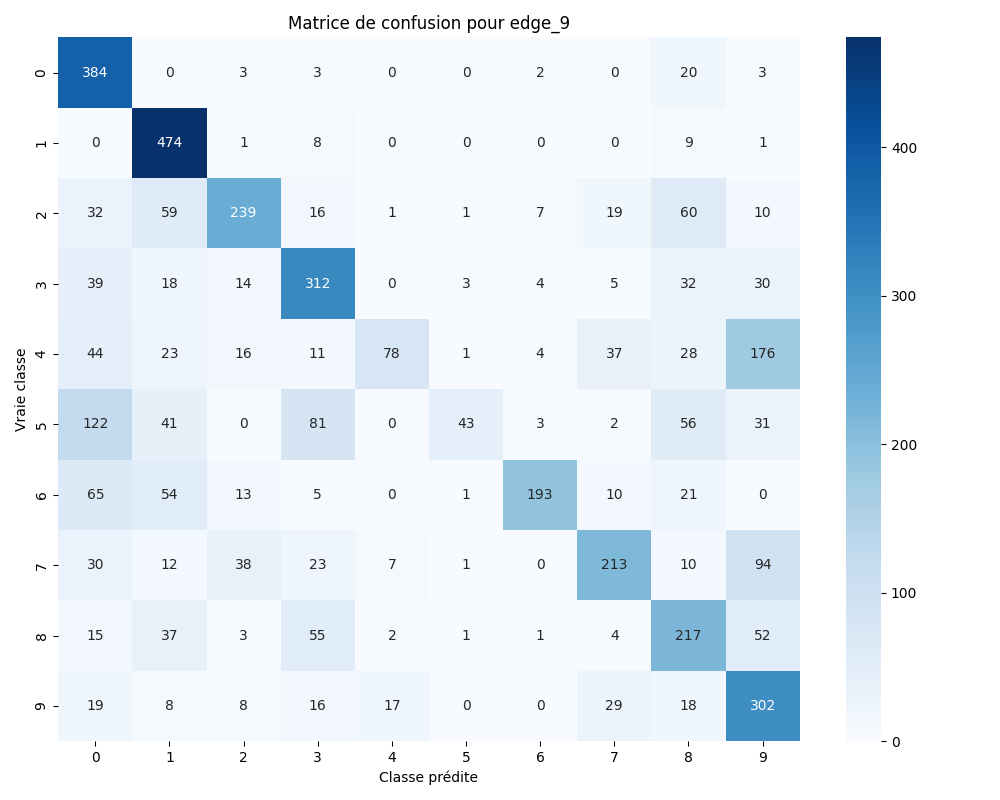 Matrice de confusion pour edge_9
0 384 0 3 3 0 0 2 0 20 3
1 0 474 1 8 0 0 0 0 9 1
2 32 59 239 16 1 1 7 19 60 10
3 39 18 14 312 0 3 4 5 32 30
4 44 23 16 11 78 1 4 37 28 176
5 122 41 0 81 0 43 3 2 56 31
6 65 54 13 5 0 1 193 10 21 0
7 30 12 38 23 7 1 0 213 10 94
8 15 37 3 55 2 1 1 4 217 52
9 19 8 8 16 17 0 0 29 18 302
0 1 2 3 4 5 6 7 8 9
Vraie classe
Classe prédite
400
300
200
100
0